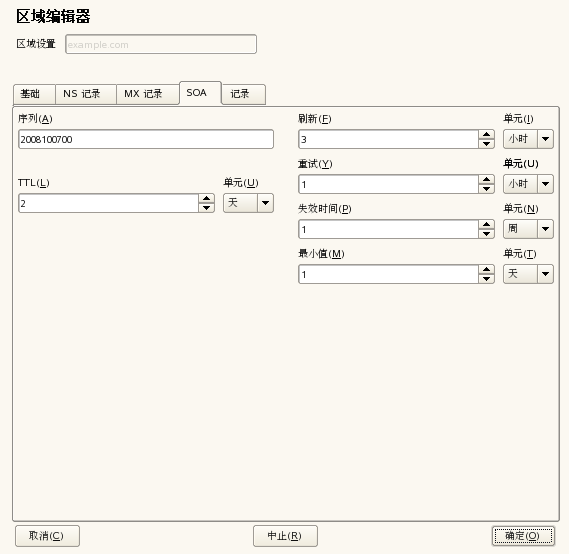 区域编辑器
区域设置 example.com
基础 NS 记录 MX 记录 SOA 记录
序列(A) 刷新(F) 单元(I)
2008100700 3 小时
重试(Y) 单元(U)
1 小时
TTL(L) 单元(U)
2 天
失效时间(P) 单元(N)
1 周
最小值(M) 单元(T)
1 天
取消(C) 中止(R) 确定(O)